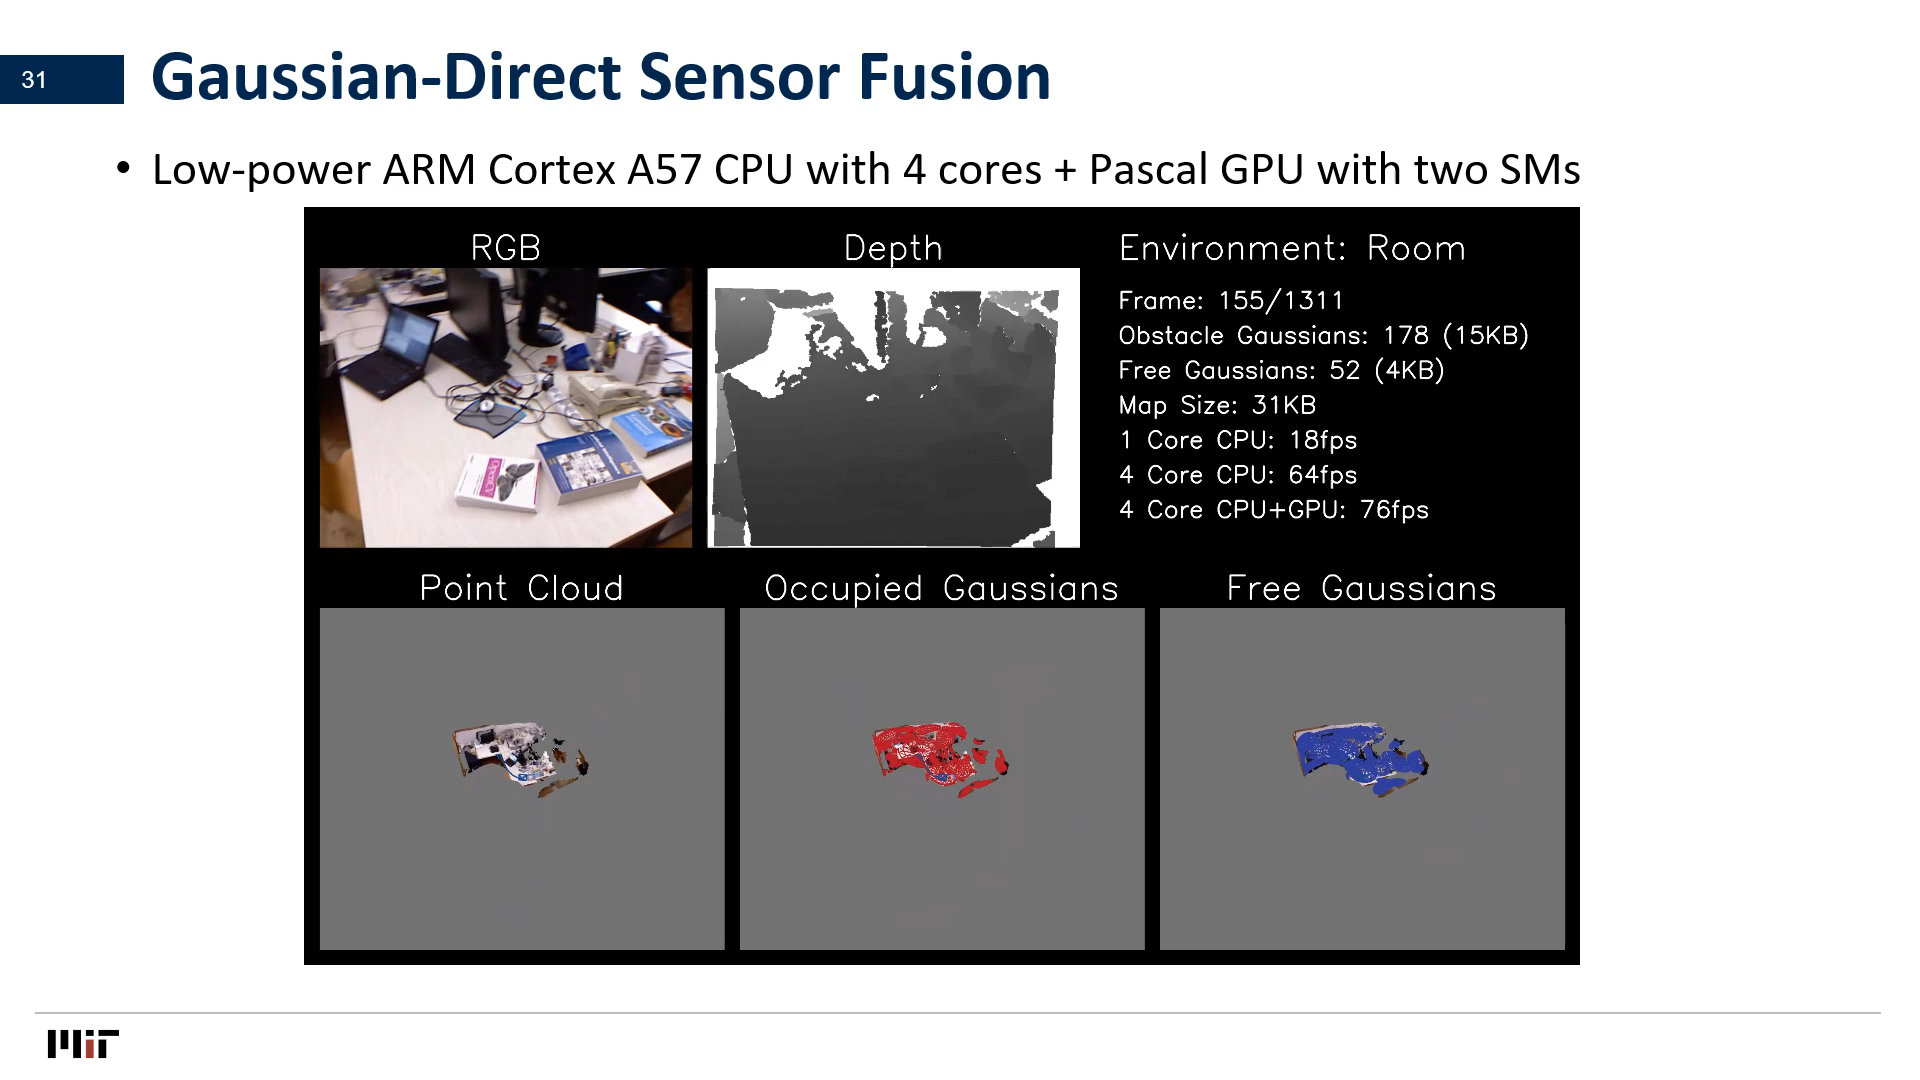 31
Gaussian-Direct Sensor Fusion
• Low-power ARM Cortex A57 CPU with 4 cores + Pascal GPU with two SMs
RGB
Depth
Environment: Room
Frame: 155/1311
Obstacle Gaussians: 178 (15KB)
Free Gaussians: 52 (4KB)
Map Size: 31KB
1 Core CPU: 18fps
4 Core CPU: 64fps
4 Core CPU+GPU: 76fps
OpenCV
Point Cloud
Occupied Gaussians
Free Gaussians
MIT